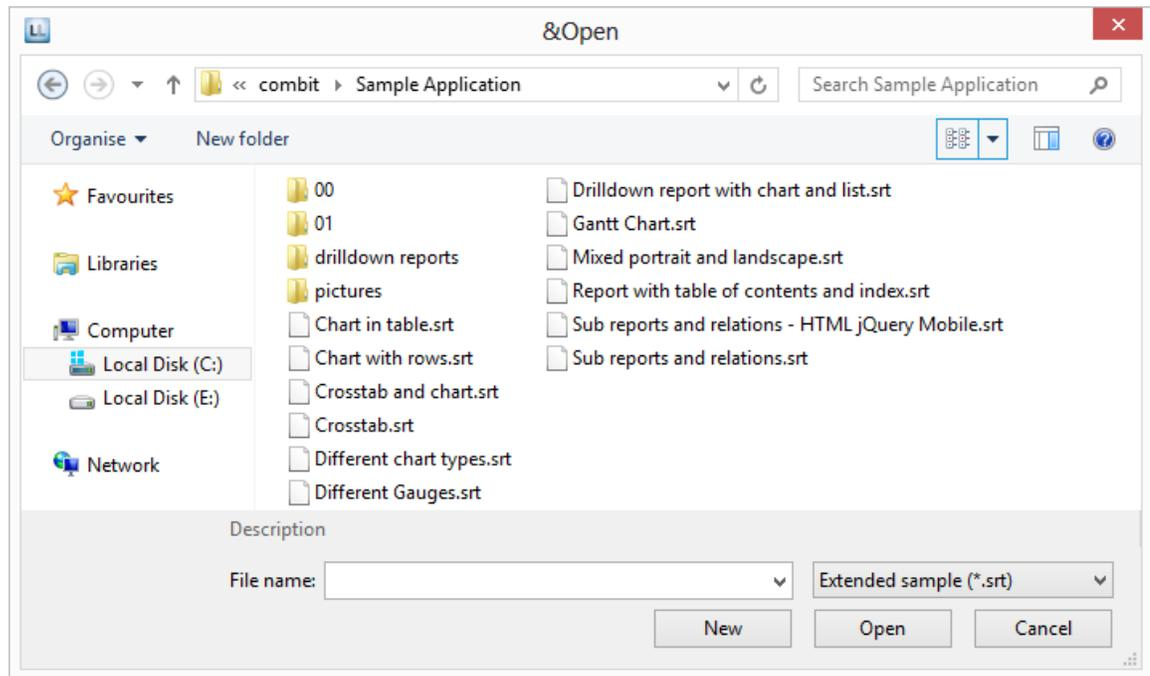 LL
&Open
« combit Sample Application
Search Sample Application
Organise
New folder
Favourites
Libraries
Computer
Local Disk (C:)
Local Disk (E:)
Network
00
01
drilldown reports
pictures
Chart in table.srt
Chart with rows.srt
Crosstab and chart.srt
Crosstab.srt
Different chart types.srt
Different Gauges.srt
Drilldown report with chart and list.srt
Gantt Chart.srt
Mixed portrait and landscape.srt
Report with table of contents and index.srt
Sub reports and relations - HTML jQuery Mobile.srt
Sub reports and relations.srt
Description
File name:
Extended sample (*.srt)
New
Open
Cancel